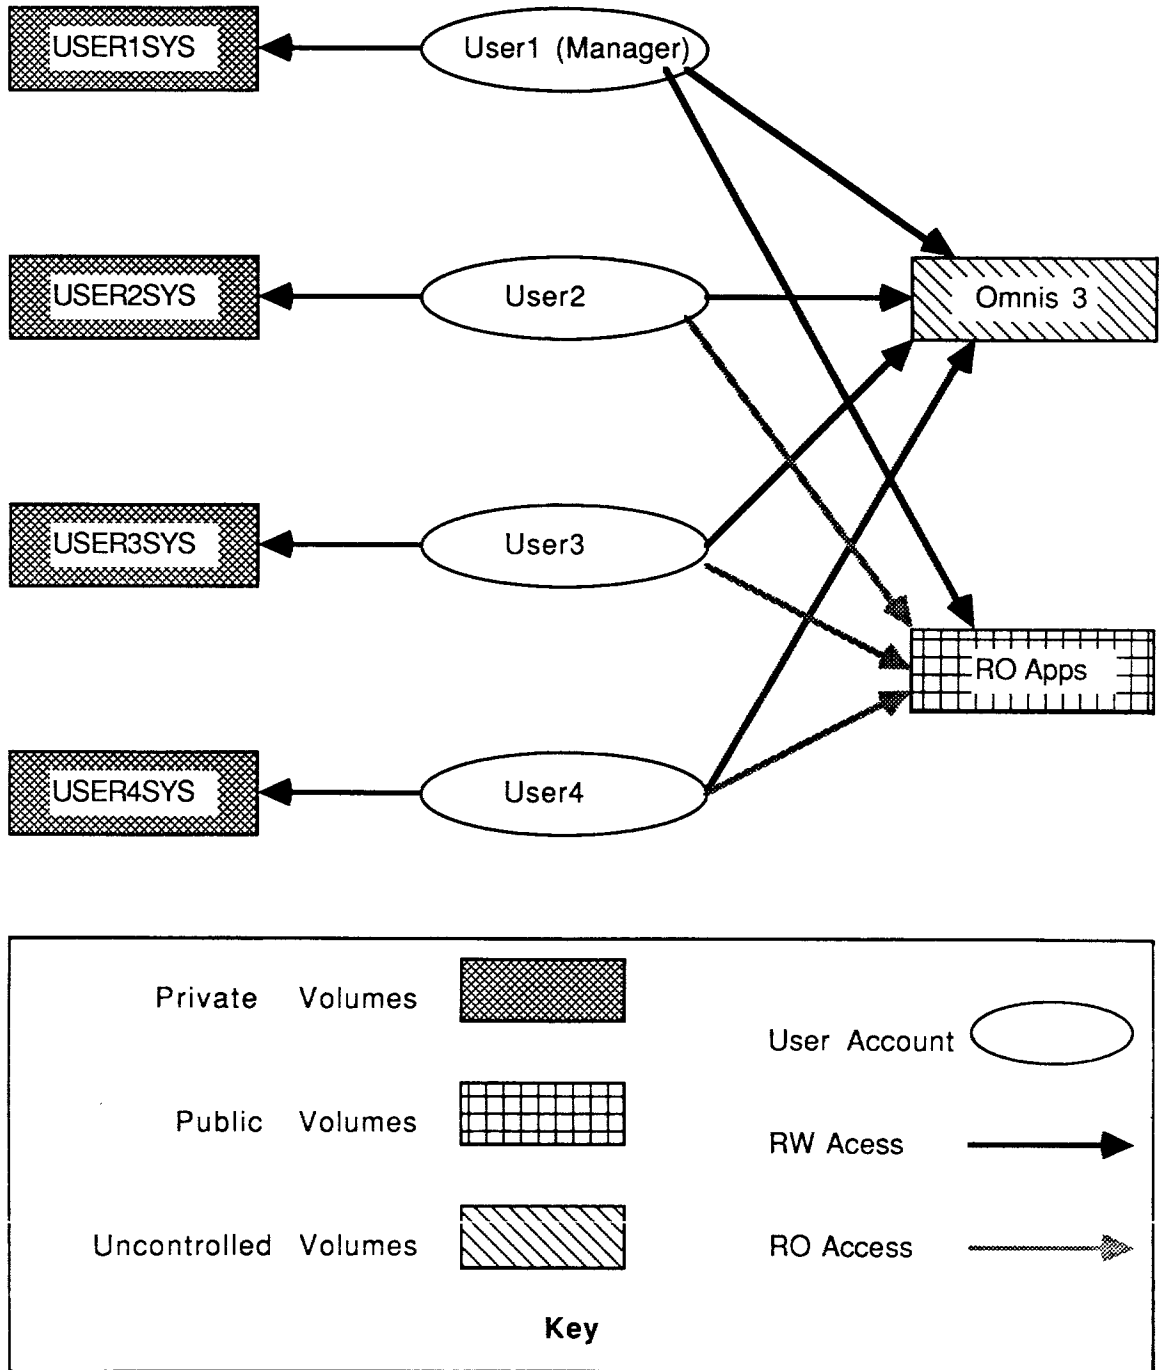 USER1SYS
User1 (Manager)
USER2SYS
User2
Omnis 3
USER3SYS
User3
RO Apps
USER4SYS
User4
Private Volumes
User Account
Public Volumes
RW Acess
Uncontrolled Volumes
RO Access
Key